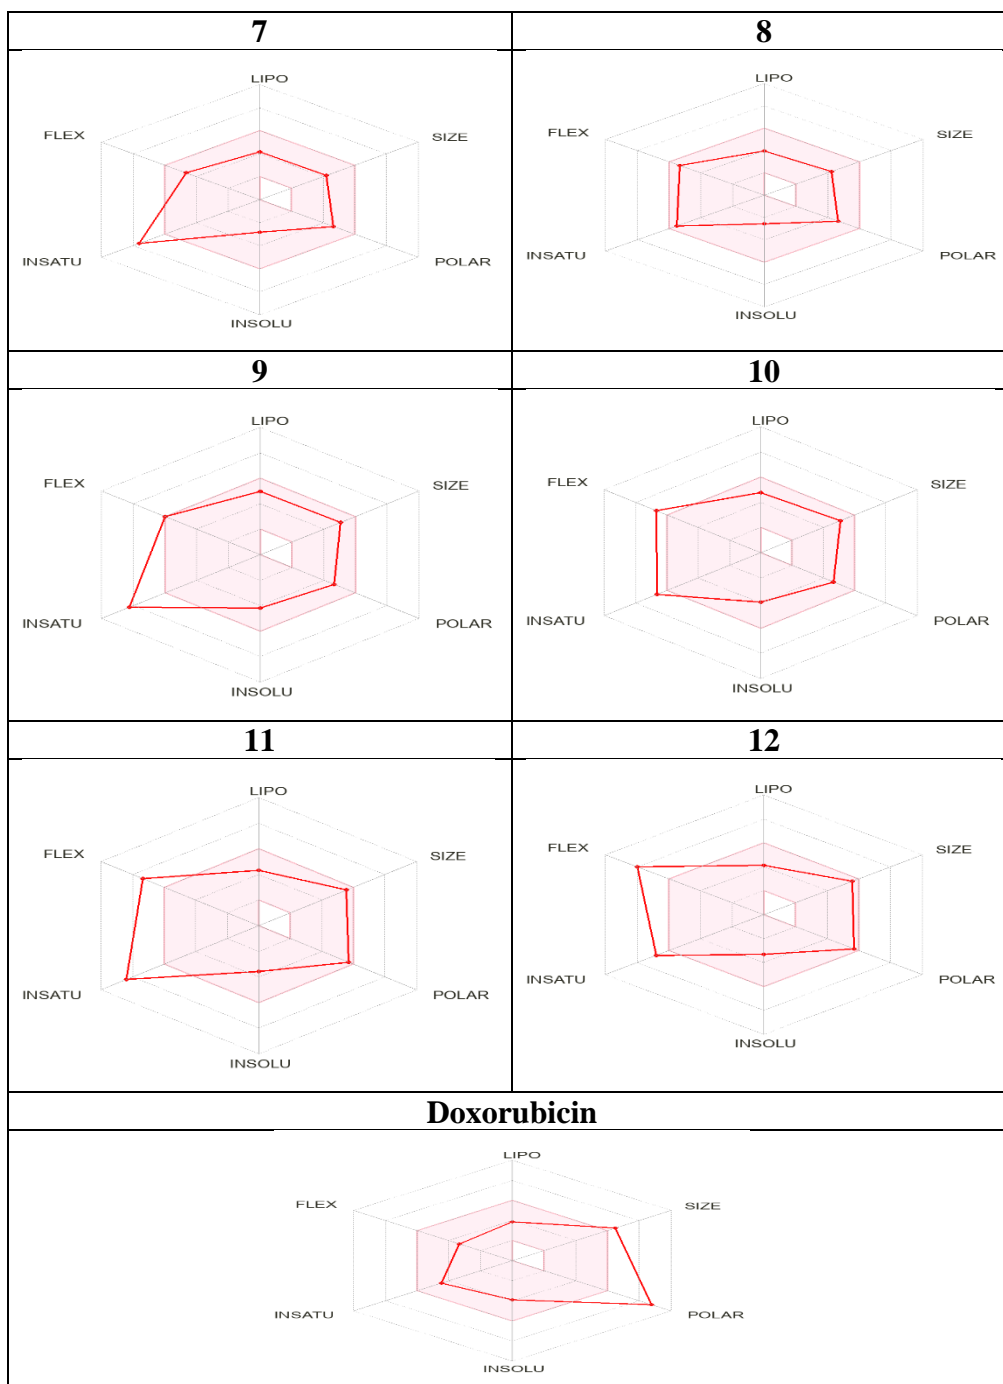 7
8
LIPO
SIZE
POLAR
INSOLU
INSATU
FLEX
LIPO
SIZE
POLAR
INSOLU
INSATU
FLEX
9
10
LIPO
SIZE
POLAR
INSOLU
INSATU
FLEX
LIPO
SIZE
POLAR
INSOLU
INSATU
FLEX
11
12
LIPO
SIZE
POLAR
INSOLU
INSATU
FLEX
LIPO
SIZE
POLAR
INSOLU
INSATU
FLEX
Doxorubicin
LIPO
SIZE
POLAR
INSOLU
INSATU
FLEX